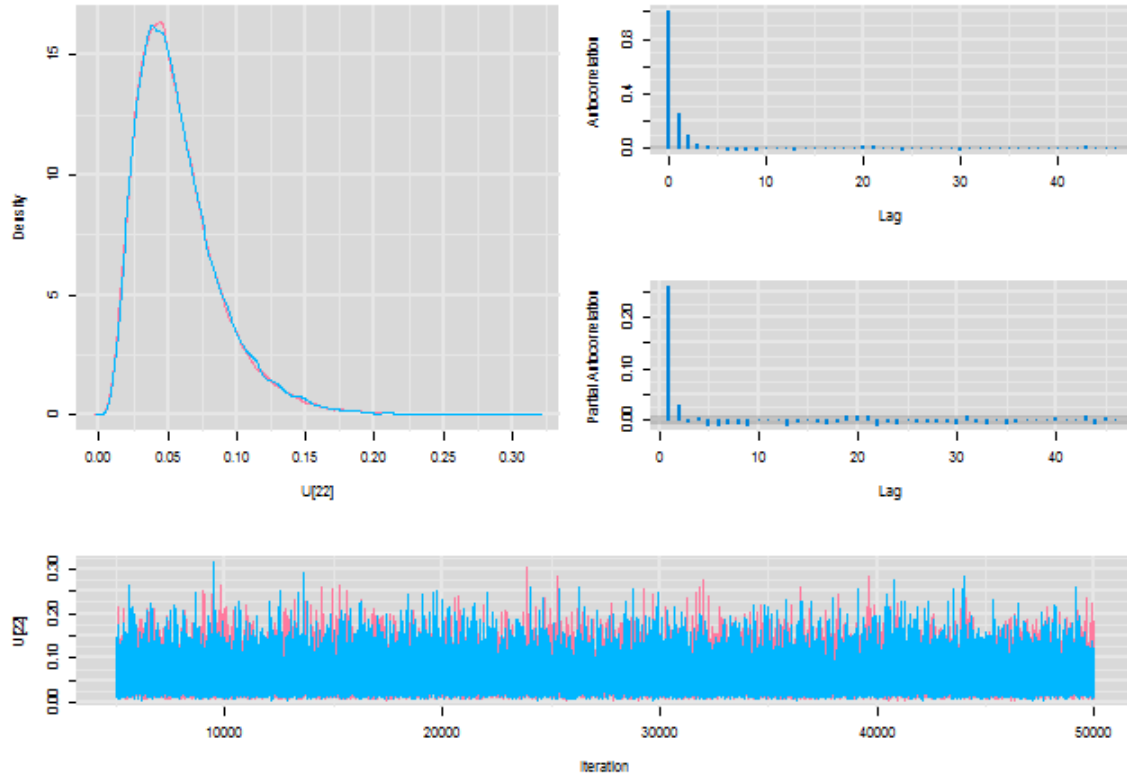 15
10
5
0
Density
0.00 0.05 0.10 0.15 0.20 0.25 0.30
U[22]
0.8
0.4
0.0
Autocorrelation
0 10 20 30 40
Lag
0.20
0.10
0.00
Partial Autocorrelation
0 10 20 30 40
Lag
0.30
0.20
0.10
0.00
U[22]
10000 20000 30000 40000 50000
Iteration